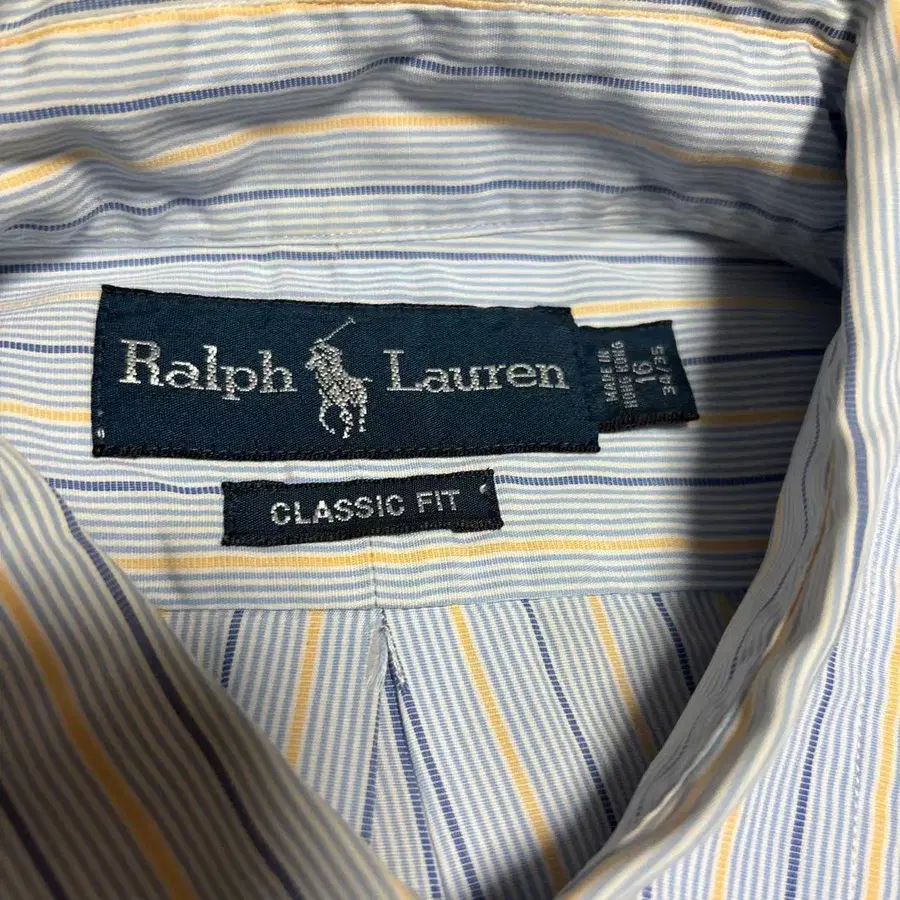 Ralph Lauren
MADE IN
HONG KONG
16
34/35
CLASSIC FIT